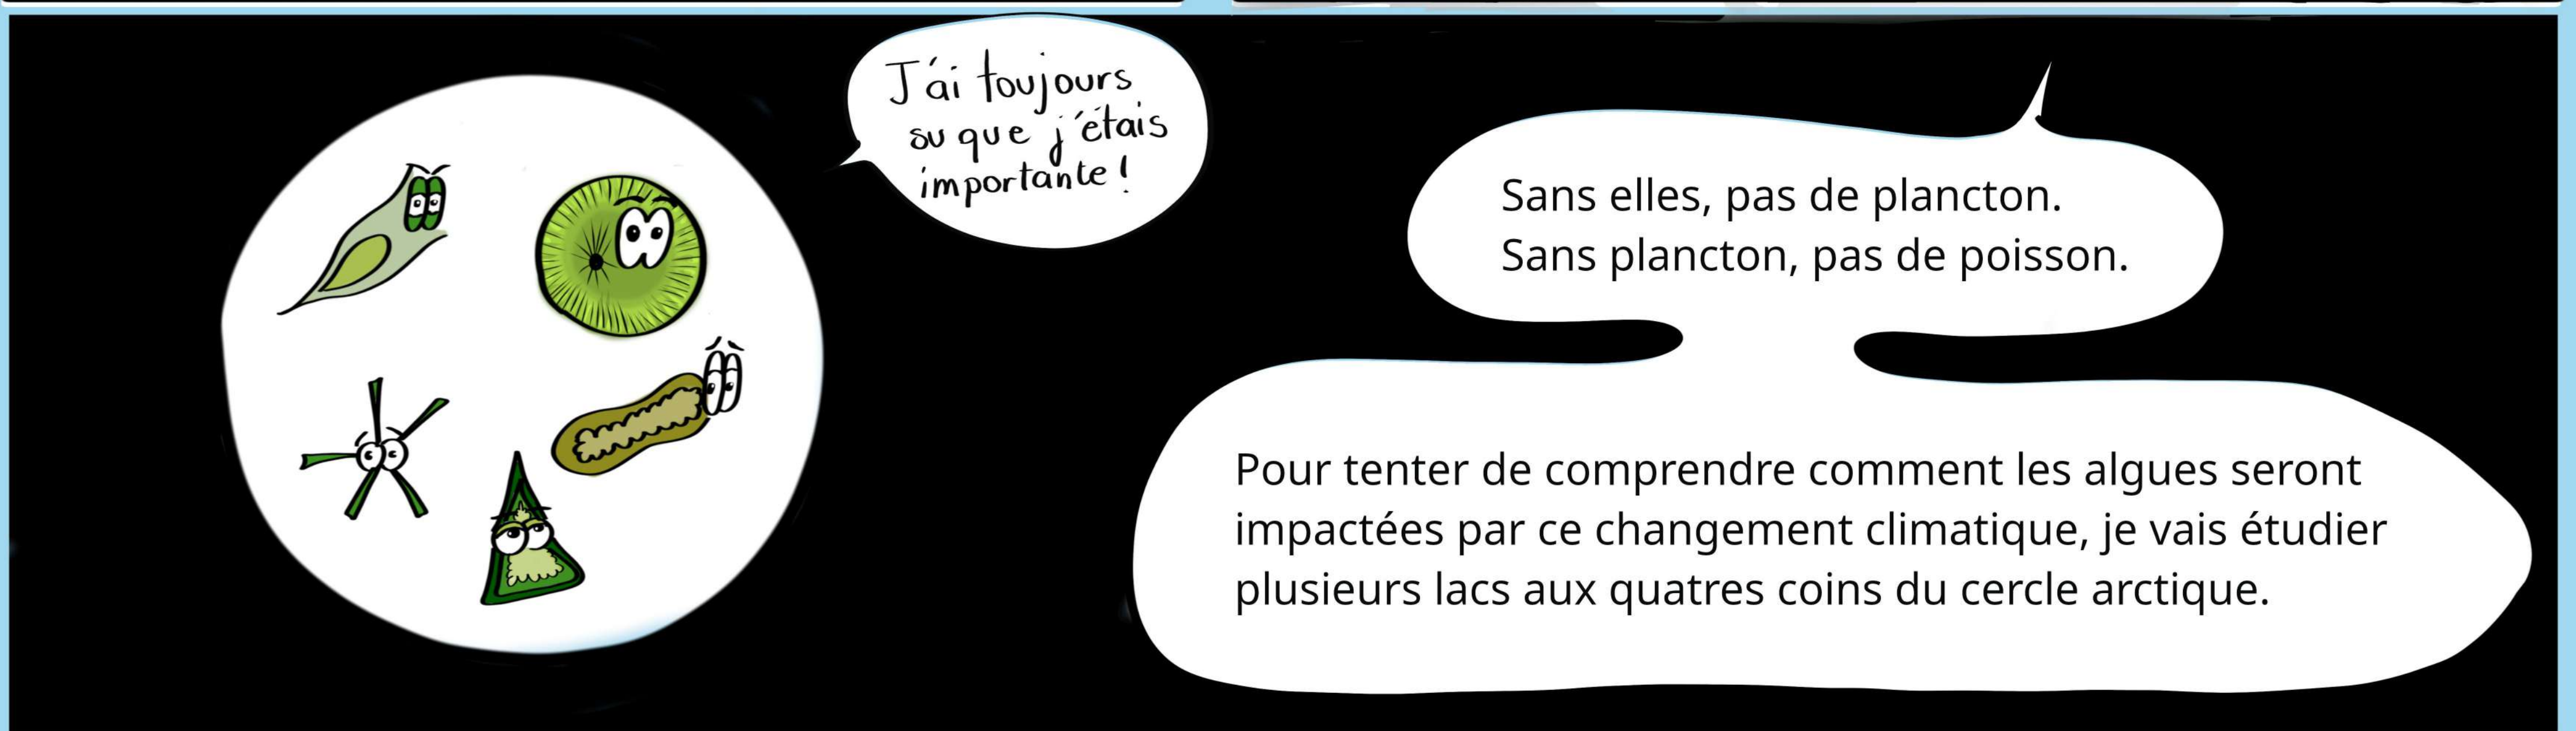 J'ai toujours
su que j'étais
importante !
Sans elles, pas de plancton.
Sans plancton, pas de poisson.
Pour tenter de comprendre comment les algues seront
impactées par ce changement climatique, je vais étudier
plusieurs lacs aux quatres coins du cercle arctique.